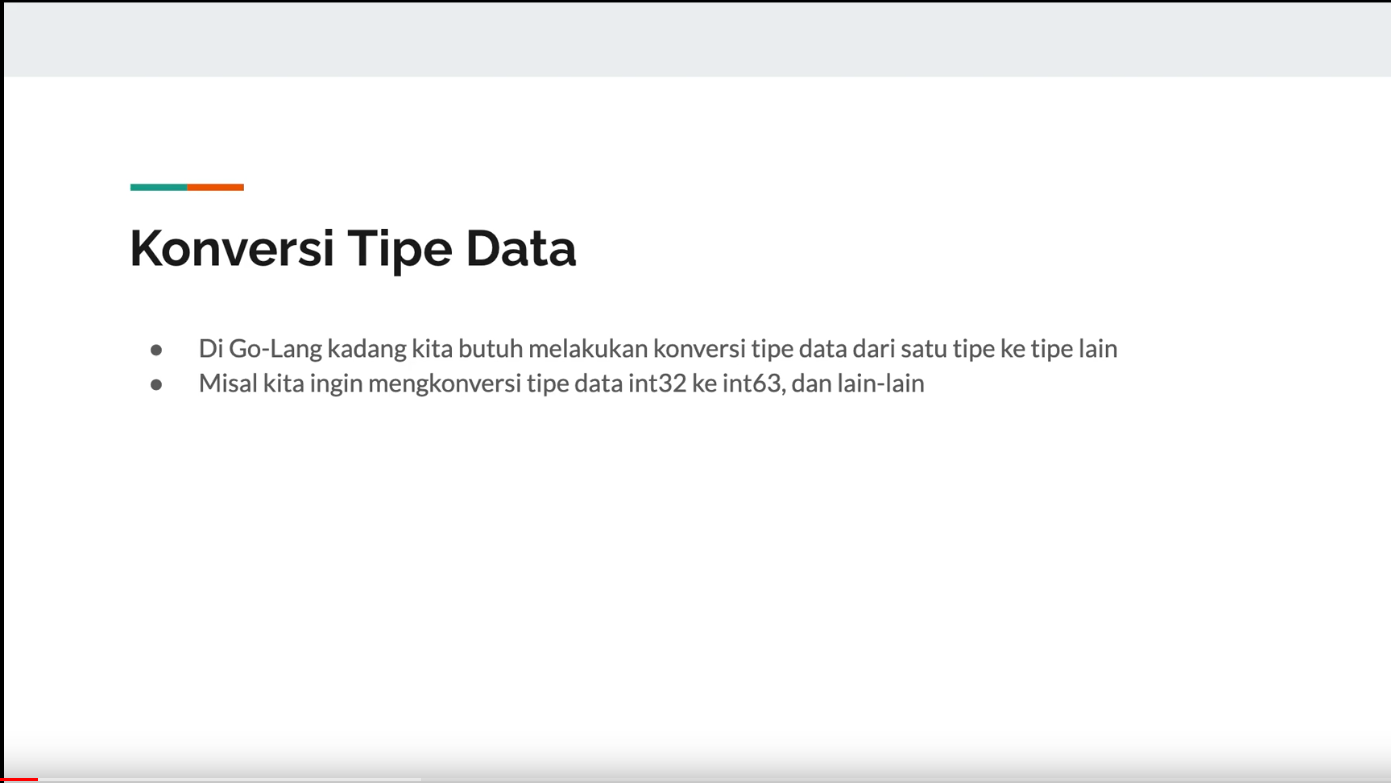 Konversi Tipe Data
● Di Go-Lang kadang kita butuh melakukan konversi tipe data dari satu tipe ke tipe lain
● Misal kita ingin mengkonversi tipe data int32 ke int63, dan lain-lain